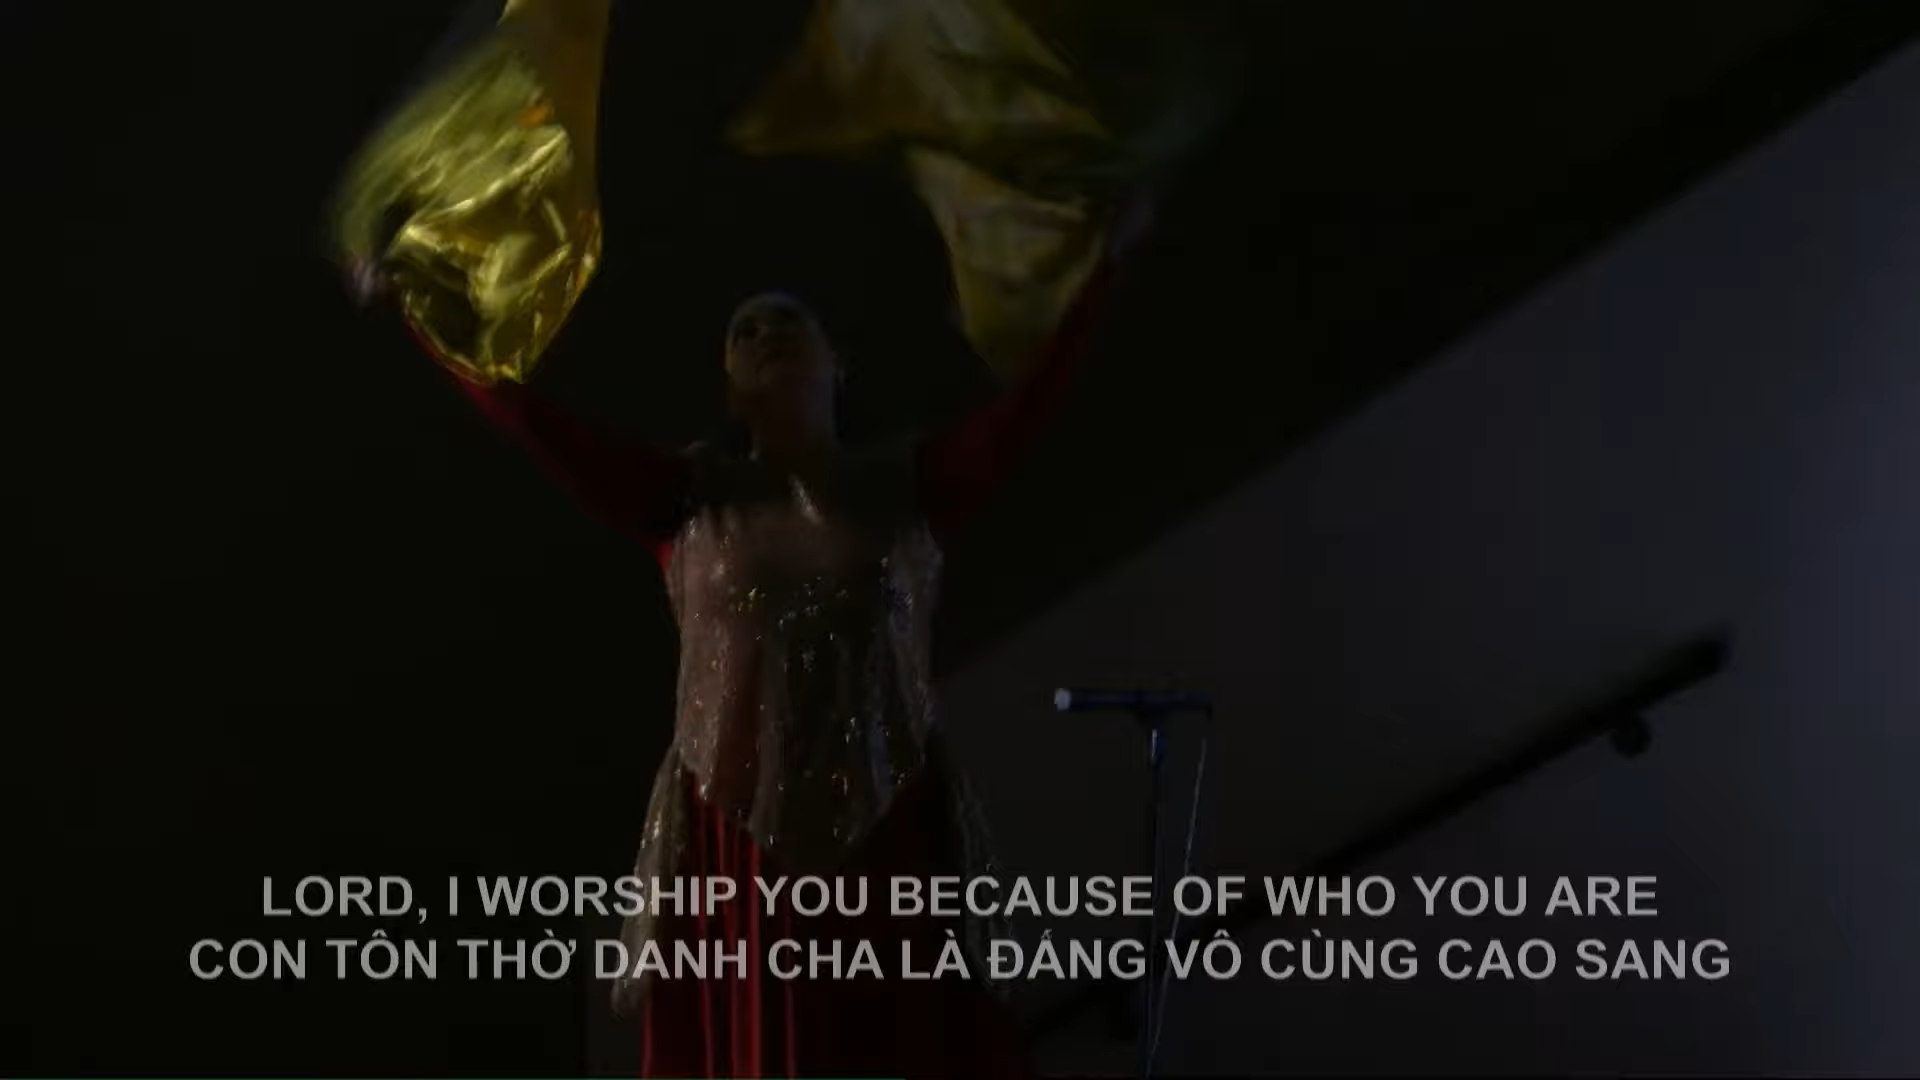 LORD, I WORSHIP YOU BECAUSE OF WHO YOU ARE
CON TÔN THỜ DANH CHA LÀ ĐẤNG VÔ CÙNG CAO SANG